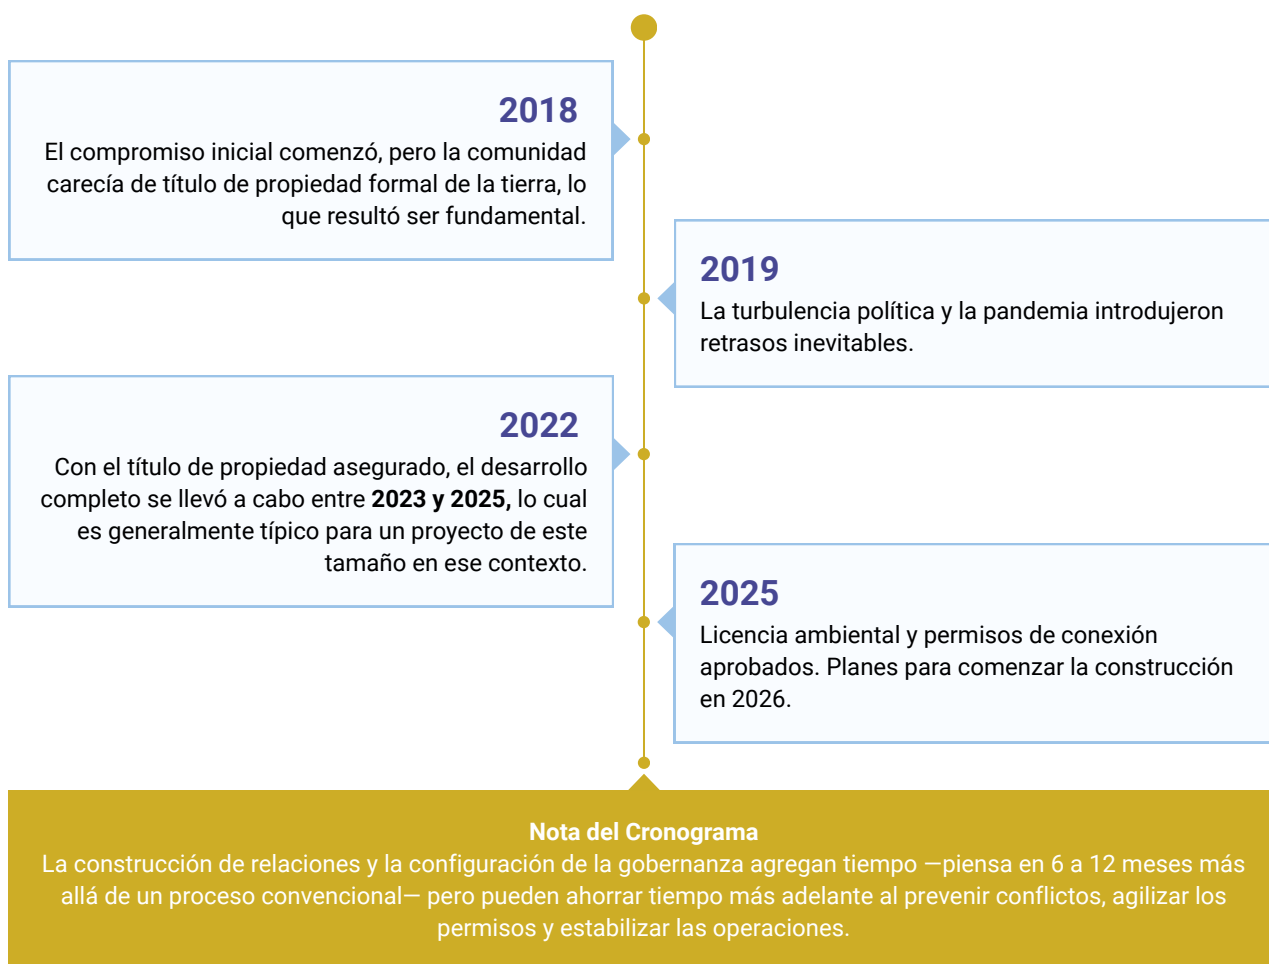 2018
El compromiso inicial comenzó, pero la comunidad
carecía de título de propiedad formal de la tierra, lo
que resultó ser fundamental.
2019
La turbulencia política y la pandemia introdujeron
retrasos inevitables.
2022
Con el título de propiedad asegurado, el desarrollo
completo se llevó a cabo entre 2023 y 2025, lo cual
es generalmente típico para un proyecto de este
tamaño en ese contexto.
2025
Licencia ambiental y permisos de conexión
aprobados. Planes para comenzar la construcción
en 2026.
Nota del Cronograma
La construcción de relaciones y la configuración de la gobernanza agregan tiempo —piensa en 6 a 12 meses más
allá de un proceso convencional— pero pueden ahorrar tiempo más adelante al prevenir conflictos, agilizar los
permisos y estabilizar las operaciones.